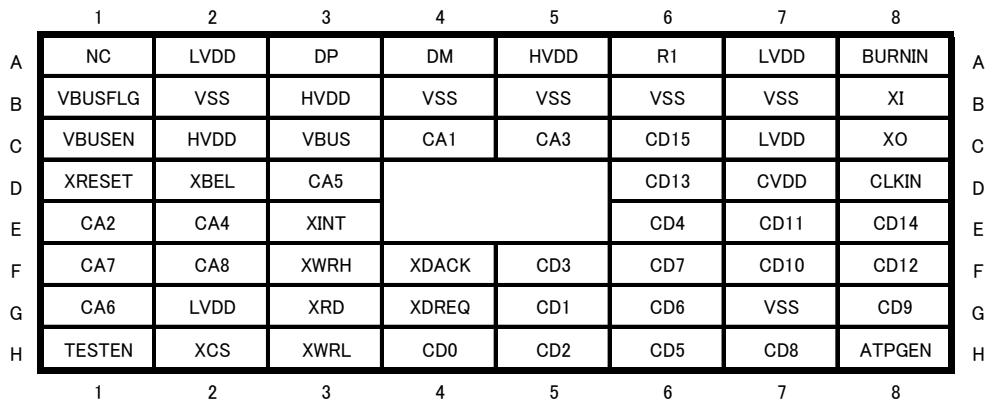 1 2 3 4 5 6 7 8
A NC LVDD DP DM HVDD R1 LVDD BURNIN A
B VBUSFLG VSS HVDD VSS VSS VSS VSS XI B
C VBUSEN HVDD VBUS CA1 CA3 CD15 LVDD XO C
D XRESET XBEL CA5 CD13 CVDD CLKIN D
E CA2 CA4 XINT CD4 CD11 CD14 E
F CA7 CA8 XWRH XDACK CD3 CD7 CD10 CD12 F
G CA6 LVDD XRD XDREQ CD1 CD6 VSS CD9 G
H TESTEN XCS XWRL CD0 CD2 CD5 CD8 ATPGEN H
1 2 3 4 5 6 7 8